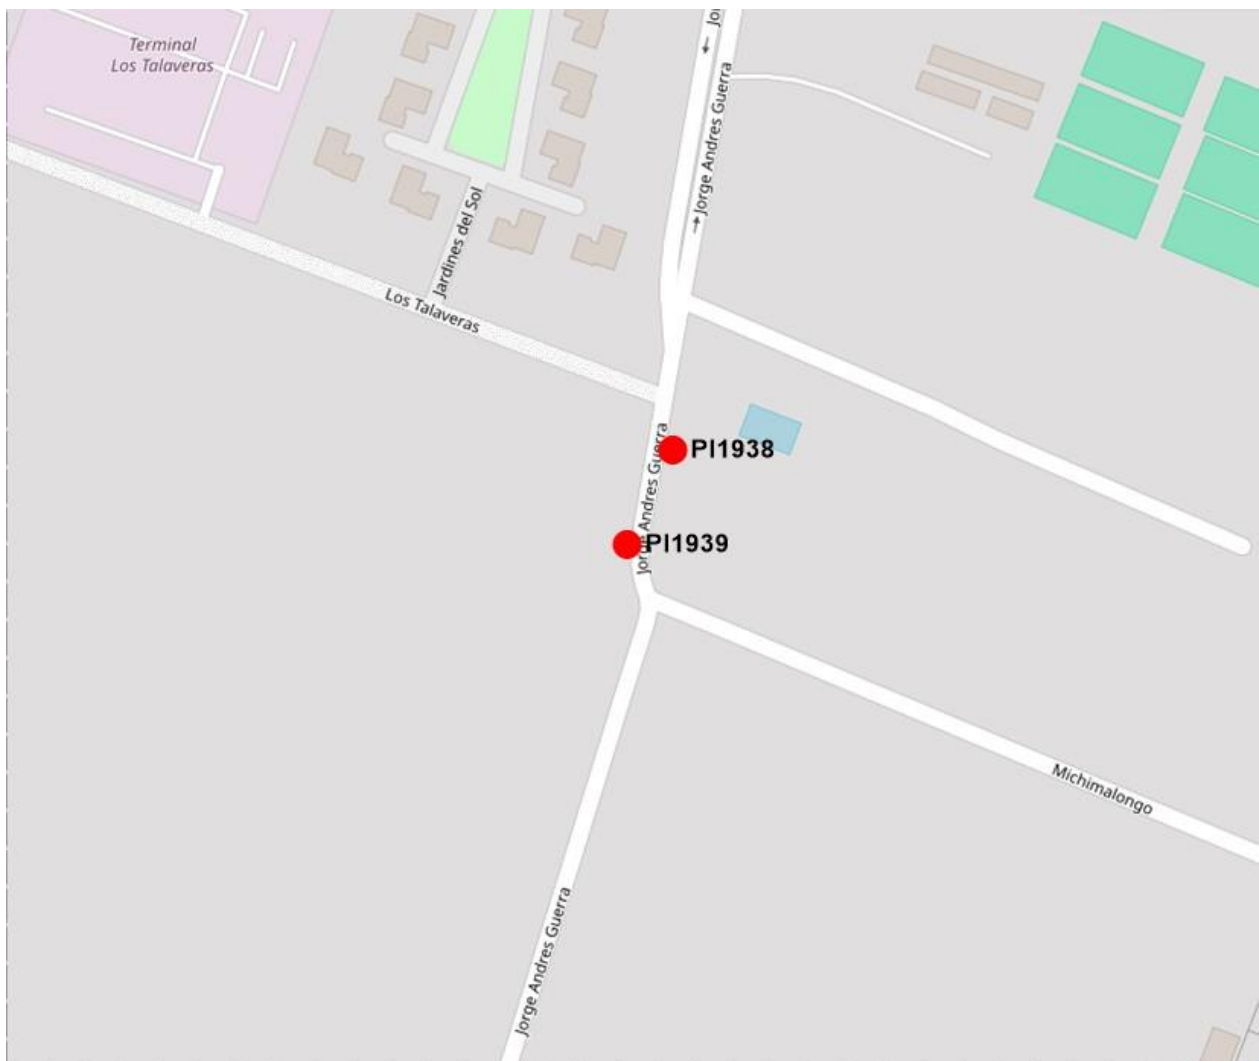 Terminal
Los Talaveras
Jo
Jorge Andres Guerra
Jardines del Sol
Los Talaveras
Jorge Andres Guerra
PI1938
PI1939
Michimalongo
Jorge Andres Guerra